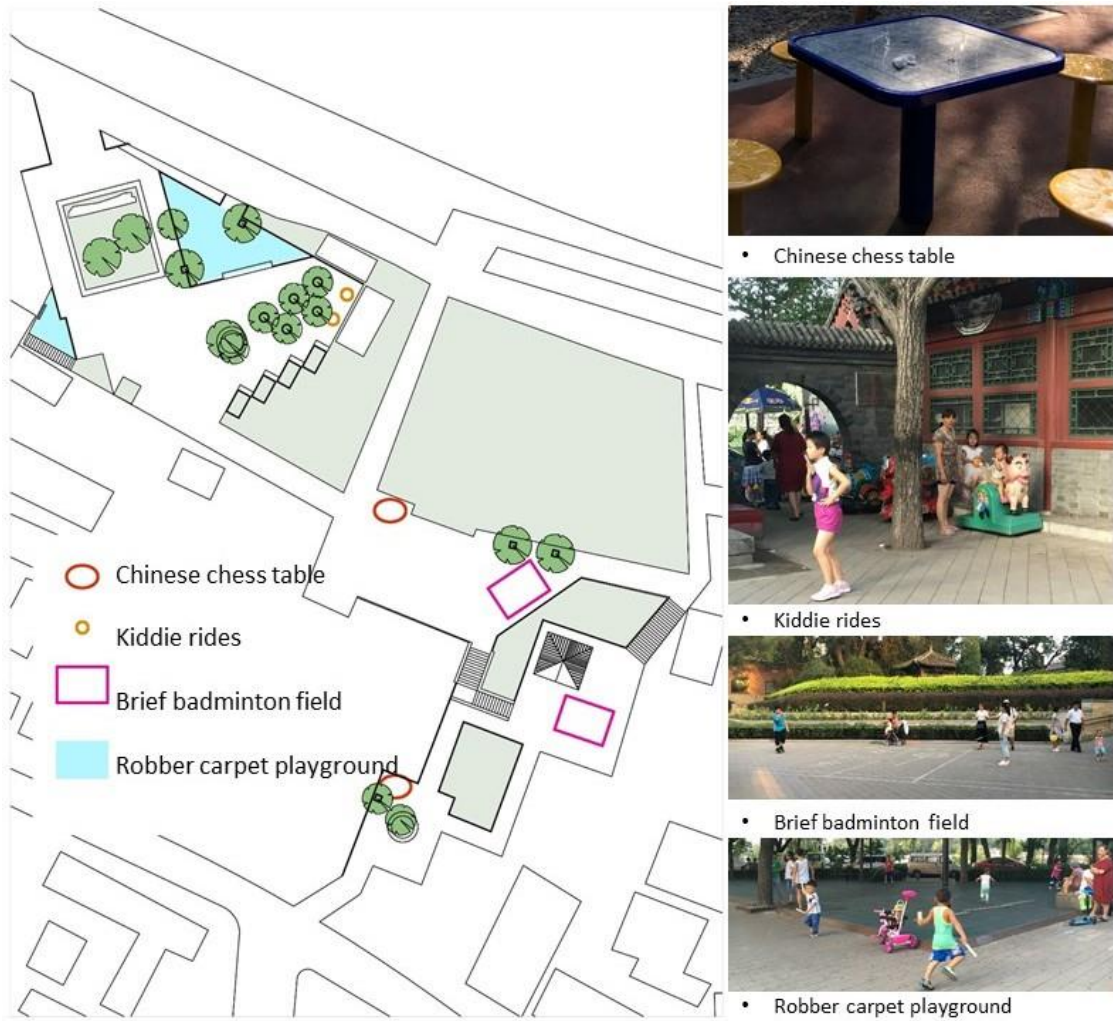 Chinese chess table
Kiddie rides
Brief badminton field
Robber carpet playground
• Chinese chess table
• Kiddie rides
• Brief badminton field
• Robber carpet playground